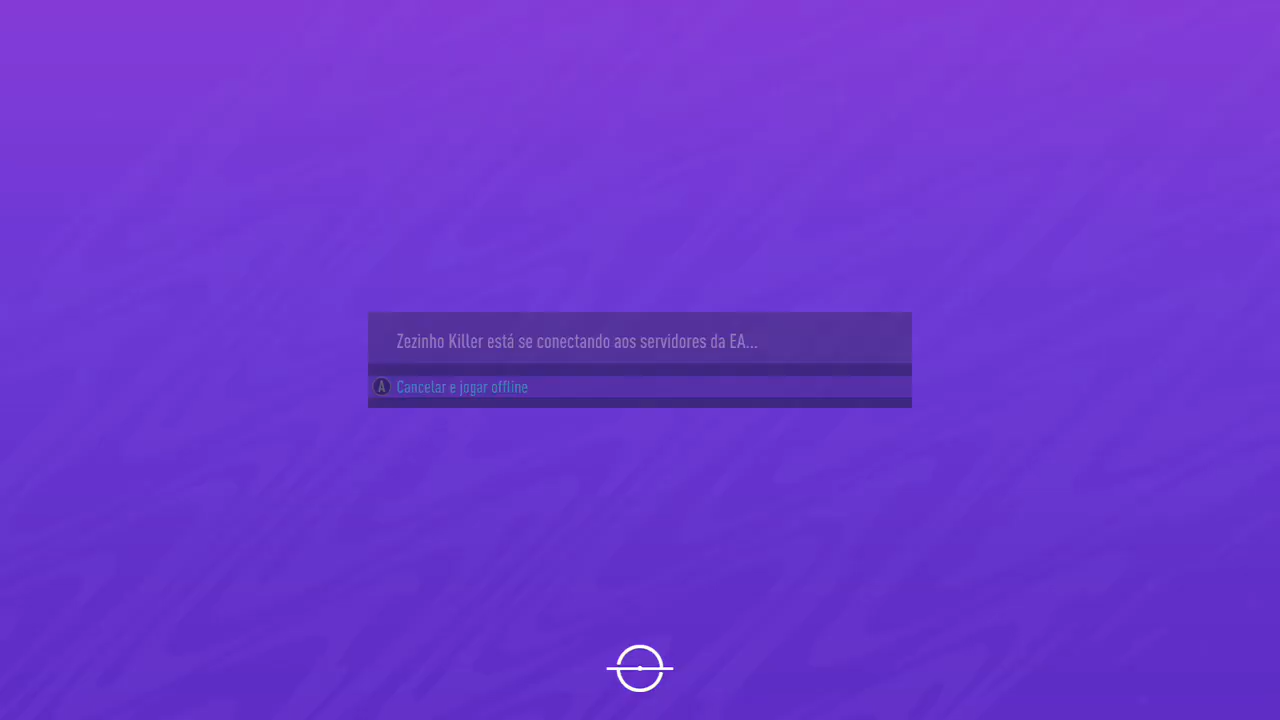 Zezinho Killer está se conectando aos servidores da EA...
A Cancelar e jogar offline